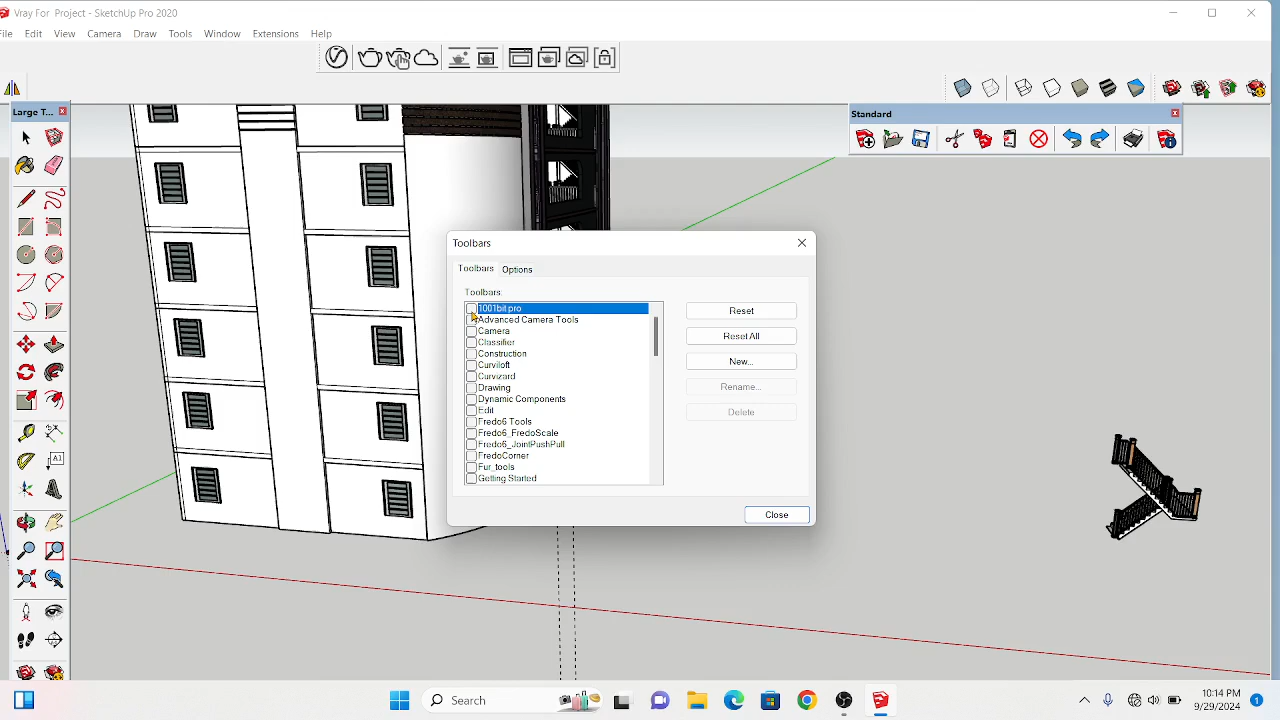 Vray For Project - SketchUp Pro 2020
File Edit View Camera Draw Tools Window Extensions Help
Large T...
Standard
Toolbars
Toolbars Options
Toolbars:
1001bit pro
Advanced Camera Tools
Camera
Classifier
Construction
Curviloft
Curvizard
Drawing
Dynamic Components
Edit
Fredo6 Tools
Fredo6_FredoScale
Fredo6_JointPushPull
FredoCorner
Fur_tools
Getting Started
Reset
Reset All
New...
Rename...
Delete
Close
A1
Search
10:14 PM
9/29/2024
1